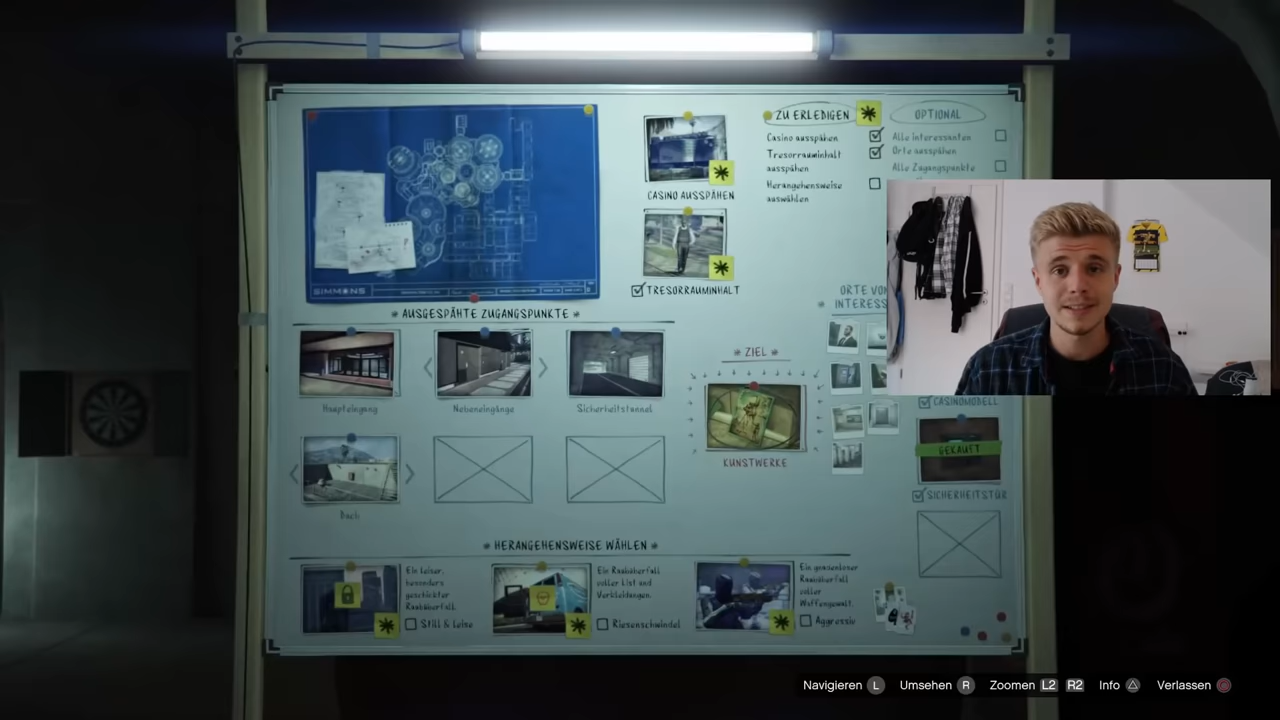 ZU ERLEDIGEN
Casino ausspähen
Tresorrauminhalt
ausspähen
Herangehensweise
auswählen
OPTIONAL
Alle interessanten
Orte ausspähen
Alle Zugangspunkte
CASINO AUSSPÄHEN
TRESORRAUMINHALT
SIMMONS
AUSGESPÄHTE ZUGANGSPUNKTE
Haupteingang
Nebeneingänge
Sicherheitstunnel
Dach
ZIEL
KUNSTWERKE
ORTE VON
INTERESS
CASINOMODELL
GEKAUFT
SICHERHEITSTÜR
HERANGEHENSWEISE WÄHLEN
Ein leiser,
besonders
geschickter
Raubüberfall.
Still & leise
Ein Raubüberfall
voller List und
Verkleidungen.
Riesenschwindel
Ein gnadenloser
Raubüberfall
voller
Waffengewalt.
Aggressiv
Navigieren L
Umsehen R
Zoomen L2 R2
Info
Verlassen